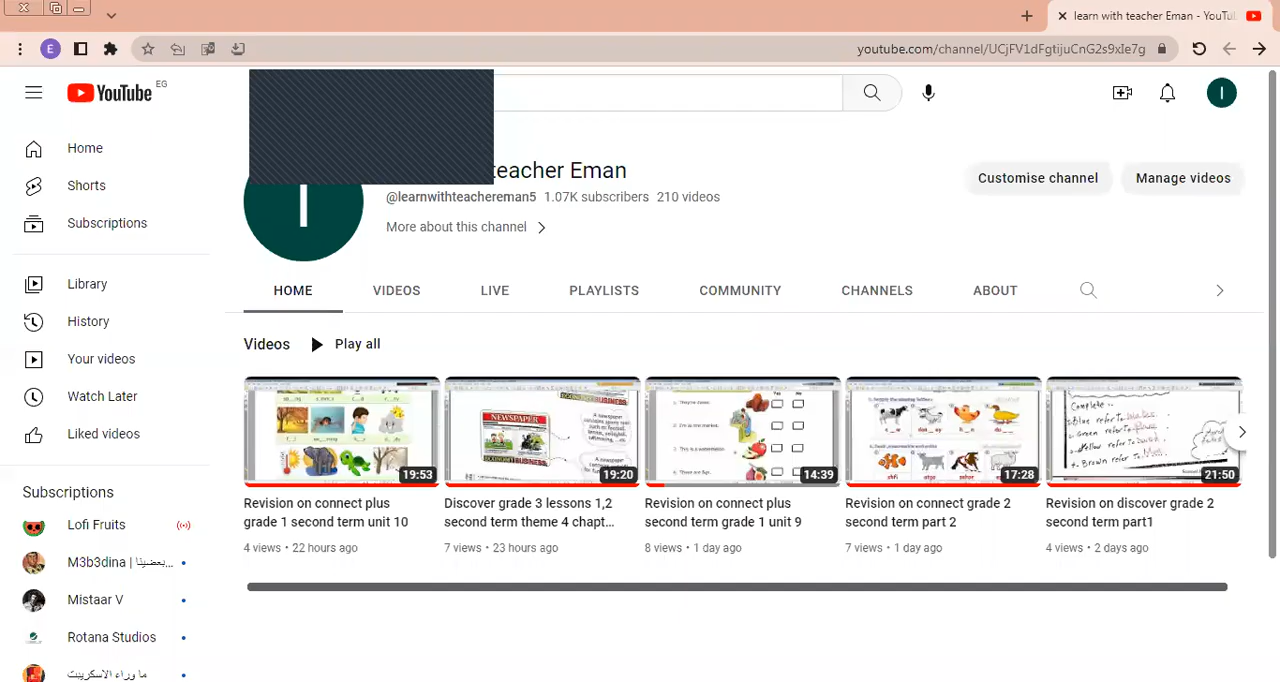 learn with teacher Eman - YouTu
E
youtube.com/channel/UCjFV1dFgtijuCnG2s9xIe7g
YouTube EG
I
Home
Shorts
Subscriptions
Library
History
Your videos
Watch Later
Liked videos
Subscriptions
Lofi Fruits
M3b3dina | بعضينا...
Mistaar V
Rotana Studios
ما وراء الاسكرينت
I
teacher Eman
@learnwithteachereman5 1.07K subscribers 210 videos
More about this channel
Customise channel
Manage videos
HOME VIDEOS LIVE PLAYLISTS COMMUNITY CHANNELS ABOUT
Videos Play all
19:53
Revision on connect plus
grade 1 second term unit 10
4 views • 22 hours ago
NEWSPAPER
19:20
Discover grade 3 lessons 1,2
second term theme 4 chapt...
7 views • 23 hours ago
14:39
Revision on connect plus
second term grade 1 unit 9
8 views • 1 day ago
17:28
Revision on connect grade 2
second term part 2
7 views • 1 day ago
Complete
21:50
Revision on discover grade 2
second term part1
4 views • 2 days ago